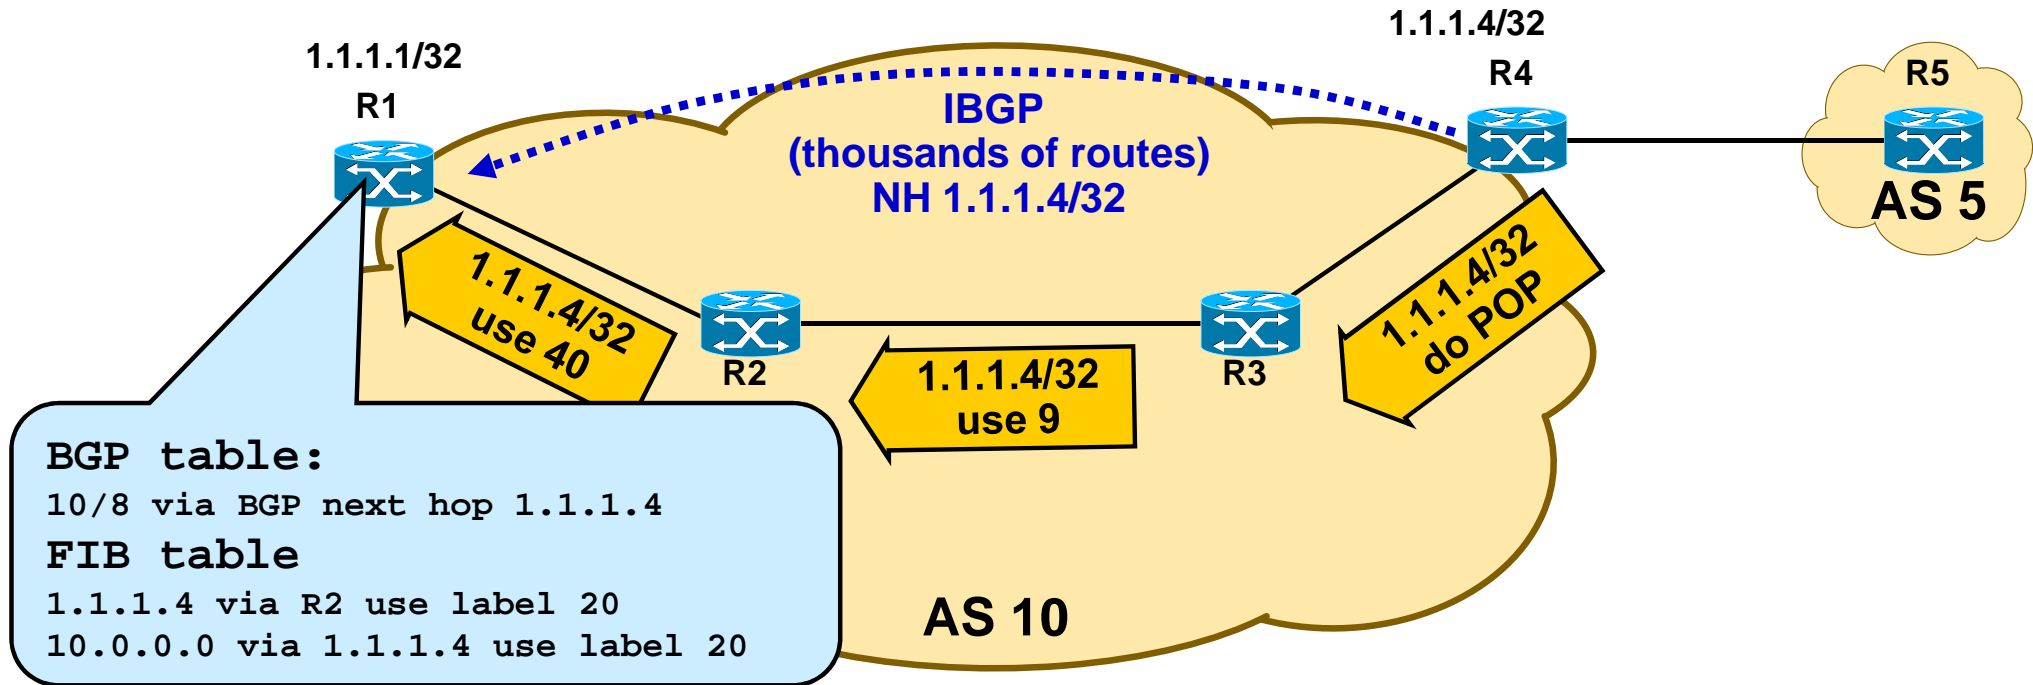 1.1.1.1/32
R1
1.1.1.4/32
R4
R5
AS 5
IBGP
(thousands of routes)
NH 1.1.1.4/32
1.1.1.4/32
use 40
R2
1.1.1.4/32
use 9
R3
1.1.1.4/32
do POP
BGP table:
10/8 via BGP next hop 1.1.1.4
FIB table
1.1.1.4 via R2 use label 20
10.0.0.0 via 1.1.1.4 use label 20
AS 10